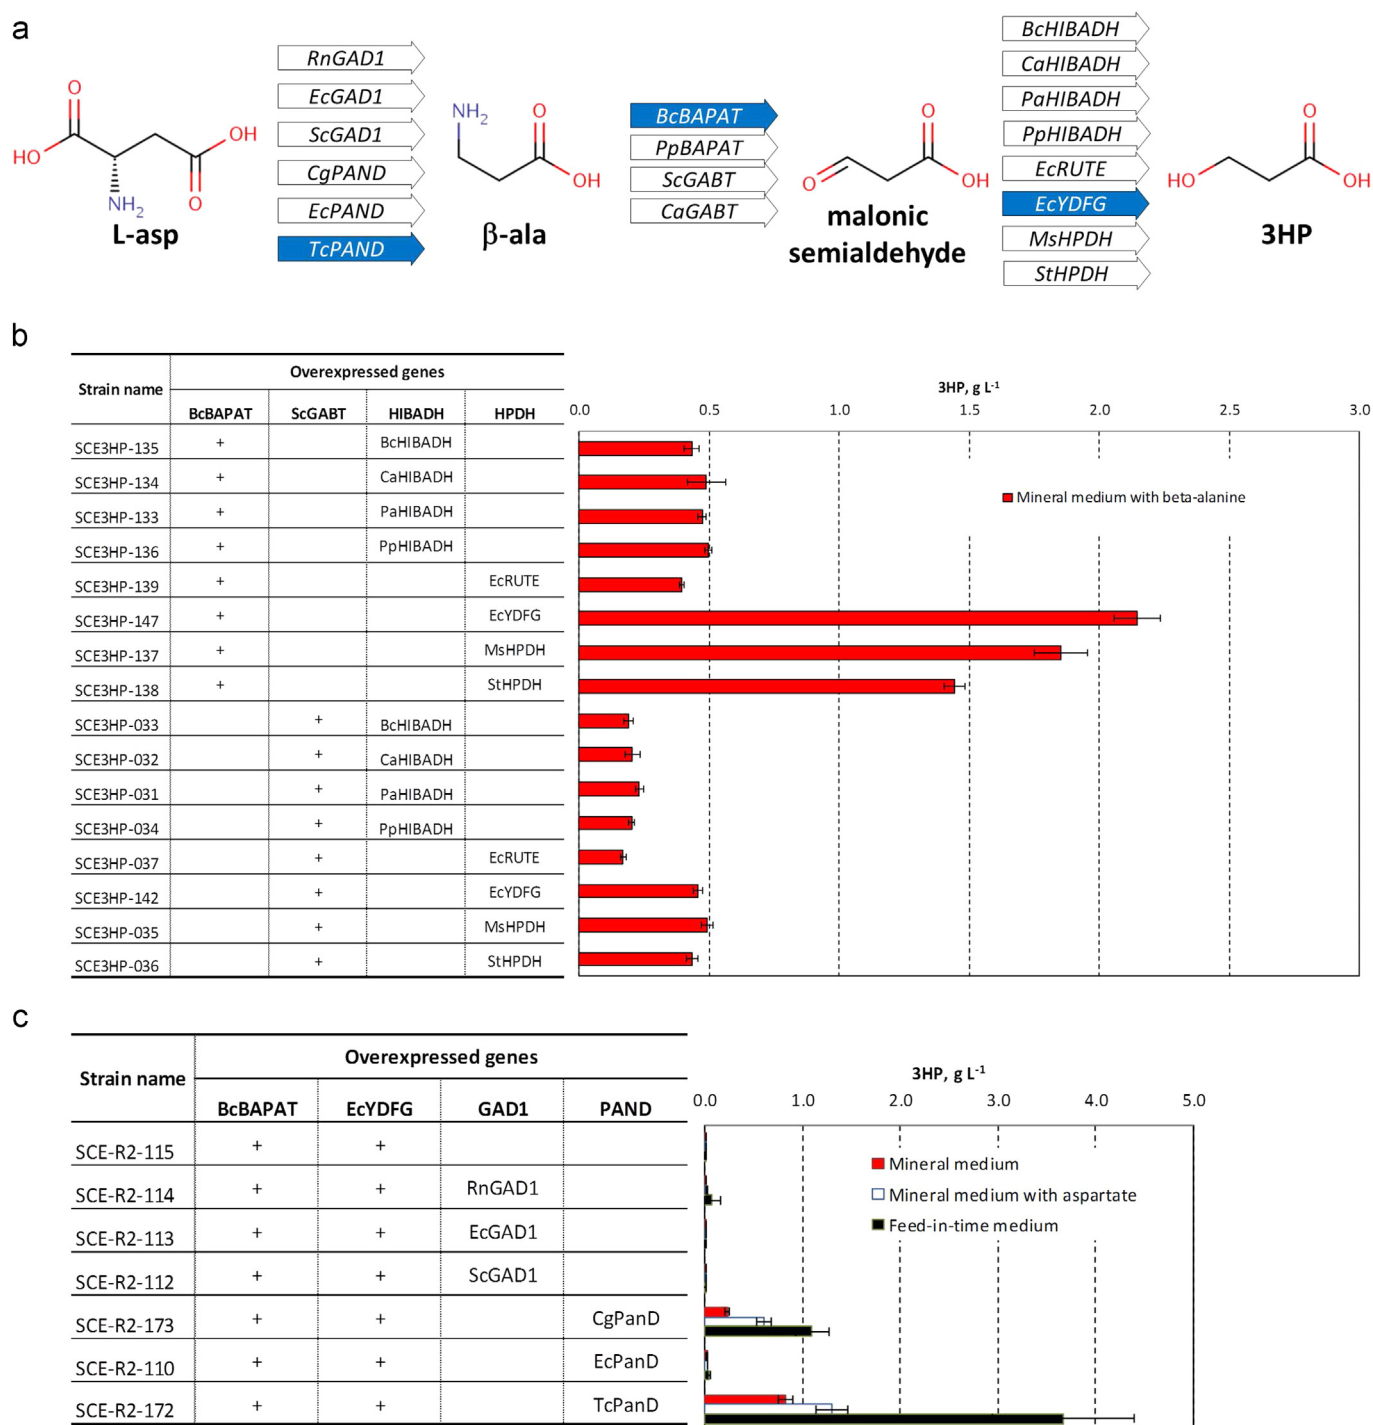 a
RnGAD1
EcGAD1
ScGAD1
CgPAND
EcPAND
TcPAND
BcBAPAT
PpBAPAT
ScGABT
CaGABT
BcHIBADH
CaHIBADH
PaHIBADH
PpHIBADH
EcRUTE
EcYDFG
MsHPDH
StHPDH
O
OH
HO
NH2
O
L-asp
NH2
O
OH
β-ala
O
O
OH
malonic
semialdehyde
O
HO
OH
3HP
b
Strain name
Overexpressed genes
BcBAPAT ScGABT HIBADH HPDH
3HP, g L-1
0.0 0.5 1.0 1.5 2.0 2.5 3.0
SCE3HP-135 + BcHIBADH
SCE3HP-134 + CaHIBADH
SCE3HP-133 + PaHIBADH
SCE3HP-136 + PpHIBADH
SCE3HP-139 + EcRUTE
SCE3HP-147 + EcYDFG
SCE3HP-137 + MsHPDH
SCE3HP-138 + StHPDH
SCE3HP-033 + BcHIBADH
SCE3HP-032 + CaHIBADH
SCE3HP-031 + PaHIBADH
SCE3HP-034 + PpHIBADH
SCE3HP-037 + EcRUTE
SCE3HP-142 + EcYDFG
SCE3HP-035 + MsHPDH
SCE3HP-036 + StHPDH
Mineral medium with beta-alanine
c
Strain name
Overexpressed genes
BcBAPAT EcYDFG GAD1 PAND
3HP, g L-1
0.0 1.0 2.0 3.0 4.0 5.0
SCE-R2-115 + +
SCE-R2-114 + + RnGAD1
SCE-R2-113 + + EcGAD1
SCE-R2-112 + + ScGAD1
SCE-R2-173 + + CgPanD
SCE-R2-110 + + EcPanD
SCE-R2-172 + + TcPanD
Mineral medium
Mineral medium with aspartate
Feed-in-time medium